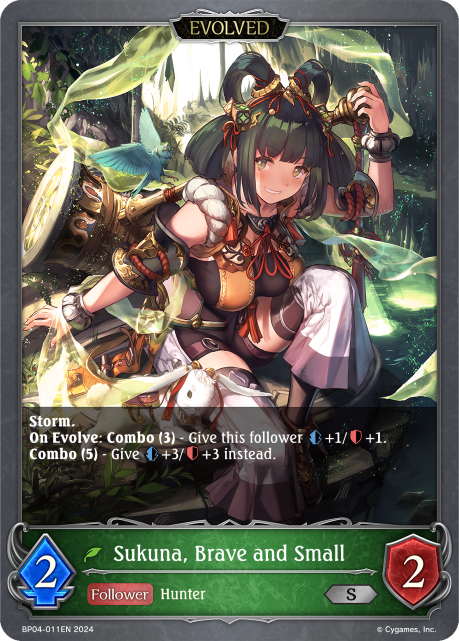 EVOLVED
Storm.
On Evolve: Combo (3) - Give this follower +1/ +1.
Combo (5) - Give +3/ +3 instead.
Sukuna, Brave and Small
2
2
Follower Hunter
S
BP04-011EN 2024
© Cygames, Inc.